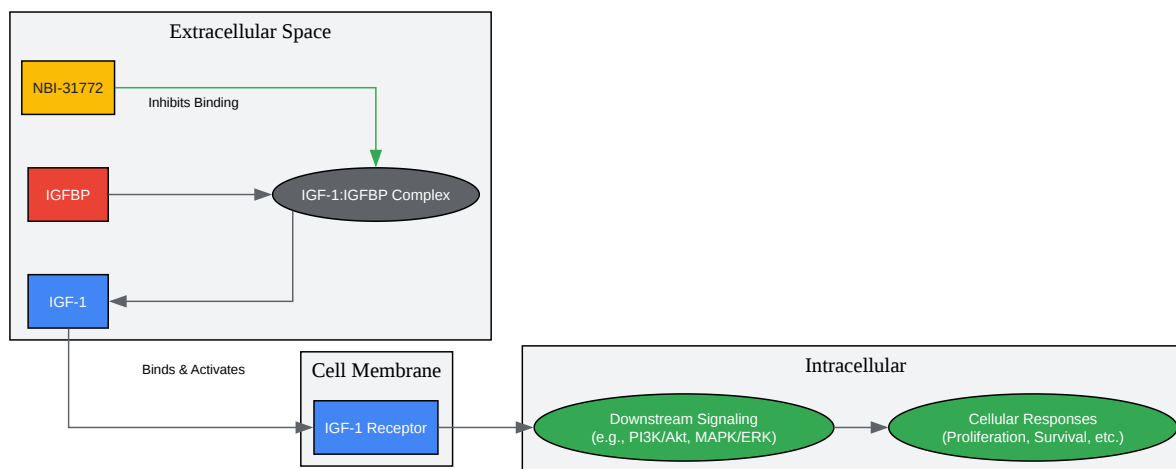 Extracellular Space
NBI-31772
Inhibits Binding
IGFBP
IGF-1:IGFBP Complex
IGF-1
Binds & Activates
Cell Membrane
IGF-1 Receptor
Intracellular
Downstream Signaling
(e.g., PI3K/Akt, MAPK/ERK)
Cellular Responses
(Proliferation, Survival, etc.)